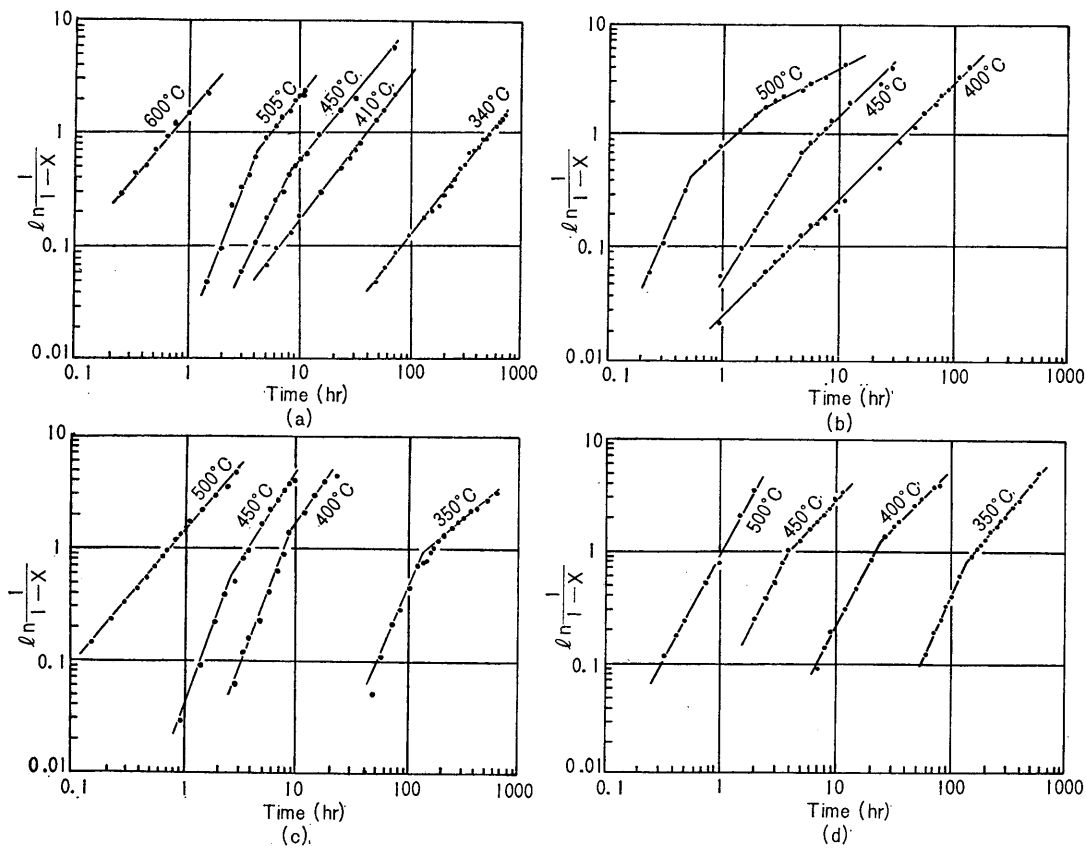 10
1
0.1
0.01
ℓn 1/1−X
600°C
505°C
450°C
410°C
340°C
0.1
1
10
100
1000
Time (hr)
(a)
10
1
0.1
0.01
ℓn 1/1−X
500°C
450°C
400°C
0.1
1
10
100
1000
Time (hr)
(b)
10
1
0.1
0.01
ℓn 1/1−X
500°C
450°C
400°C
350°C
0.1
1
10
100
1000
Time (hr)
(c)
10
1
0.1
0.01
ℓn 1/1−X
500°C
450°C
400°C
350°C
0.1
1
10
100
1000
Time (hr)
(d)